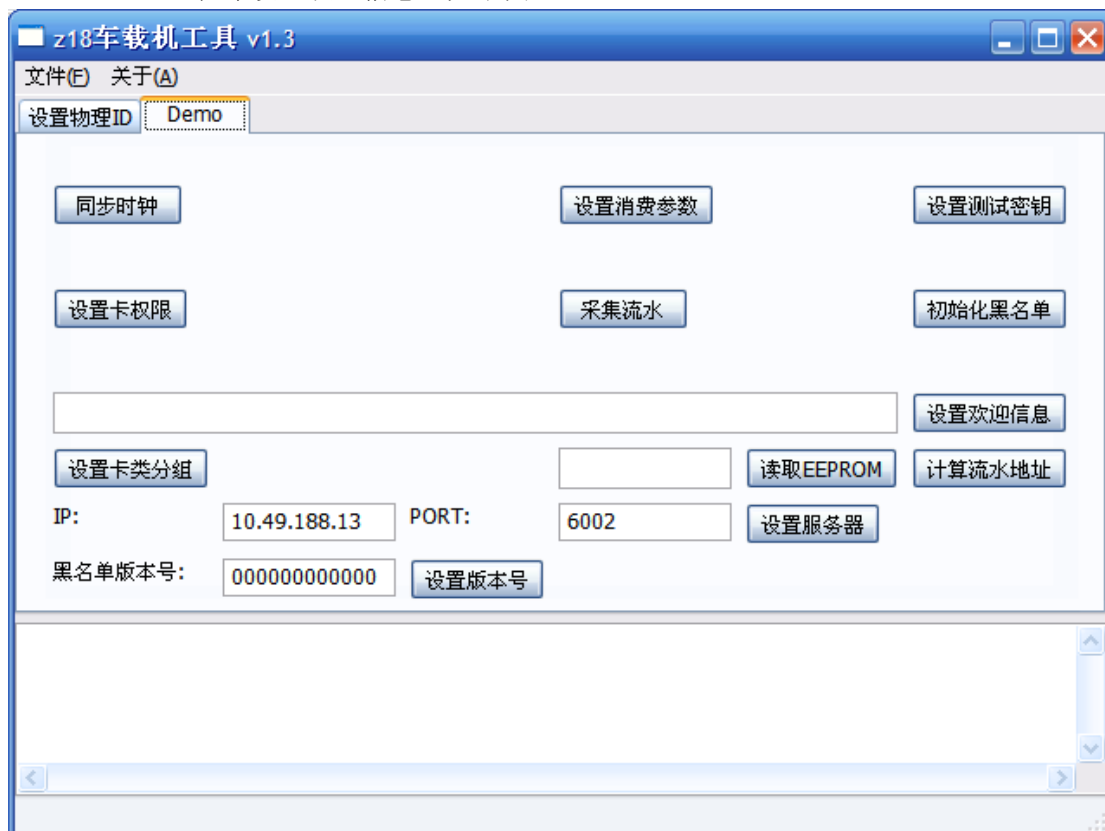 z18车载机工具 v1.3
文件(F) 关于(A)
设置物理ID Demo
同步时钟 设置消费参数 设置测试密钥
设置卡权限 采集流水 初始化黑名单
设置欢迎信息
设置卡类分组 读取EEPROM 计算流水地址
IP: 10.49.188.13 PORT: 6002 设置服务器
黑名单版本号: 000000000000 设置版本号